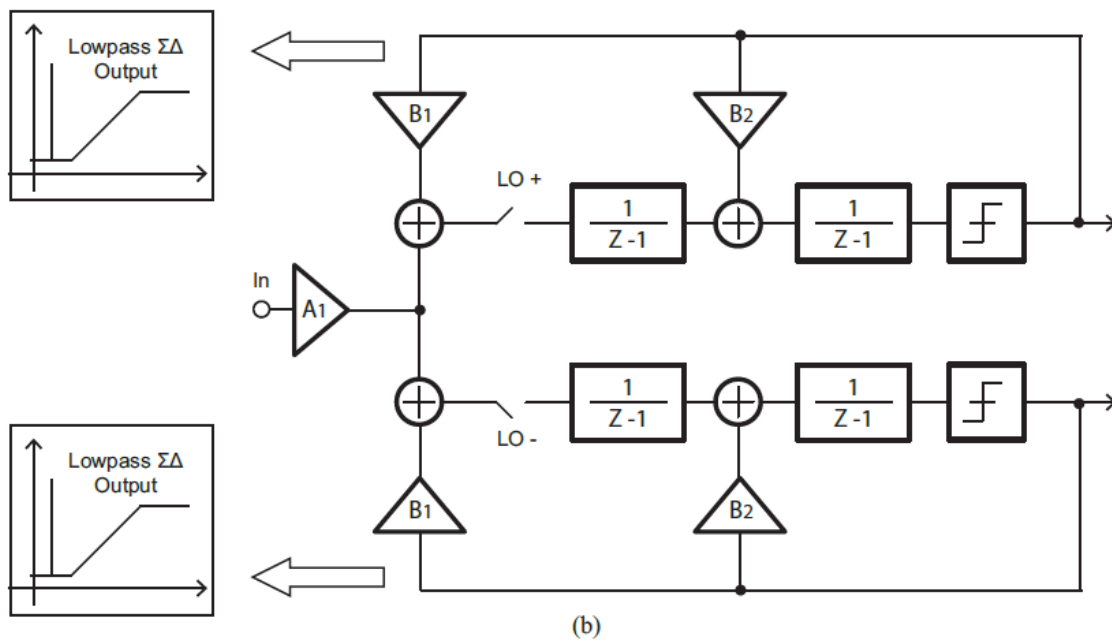 Lowpass ΣΔ
Output
B1
B2
LO +
1
Z -1
1
Z -1
In
A1
1
Z -1
1
Z -1
LO -
Lowpass ΣΔ
Output
B1
B2
(b)